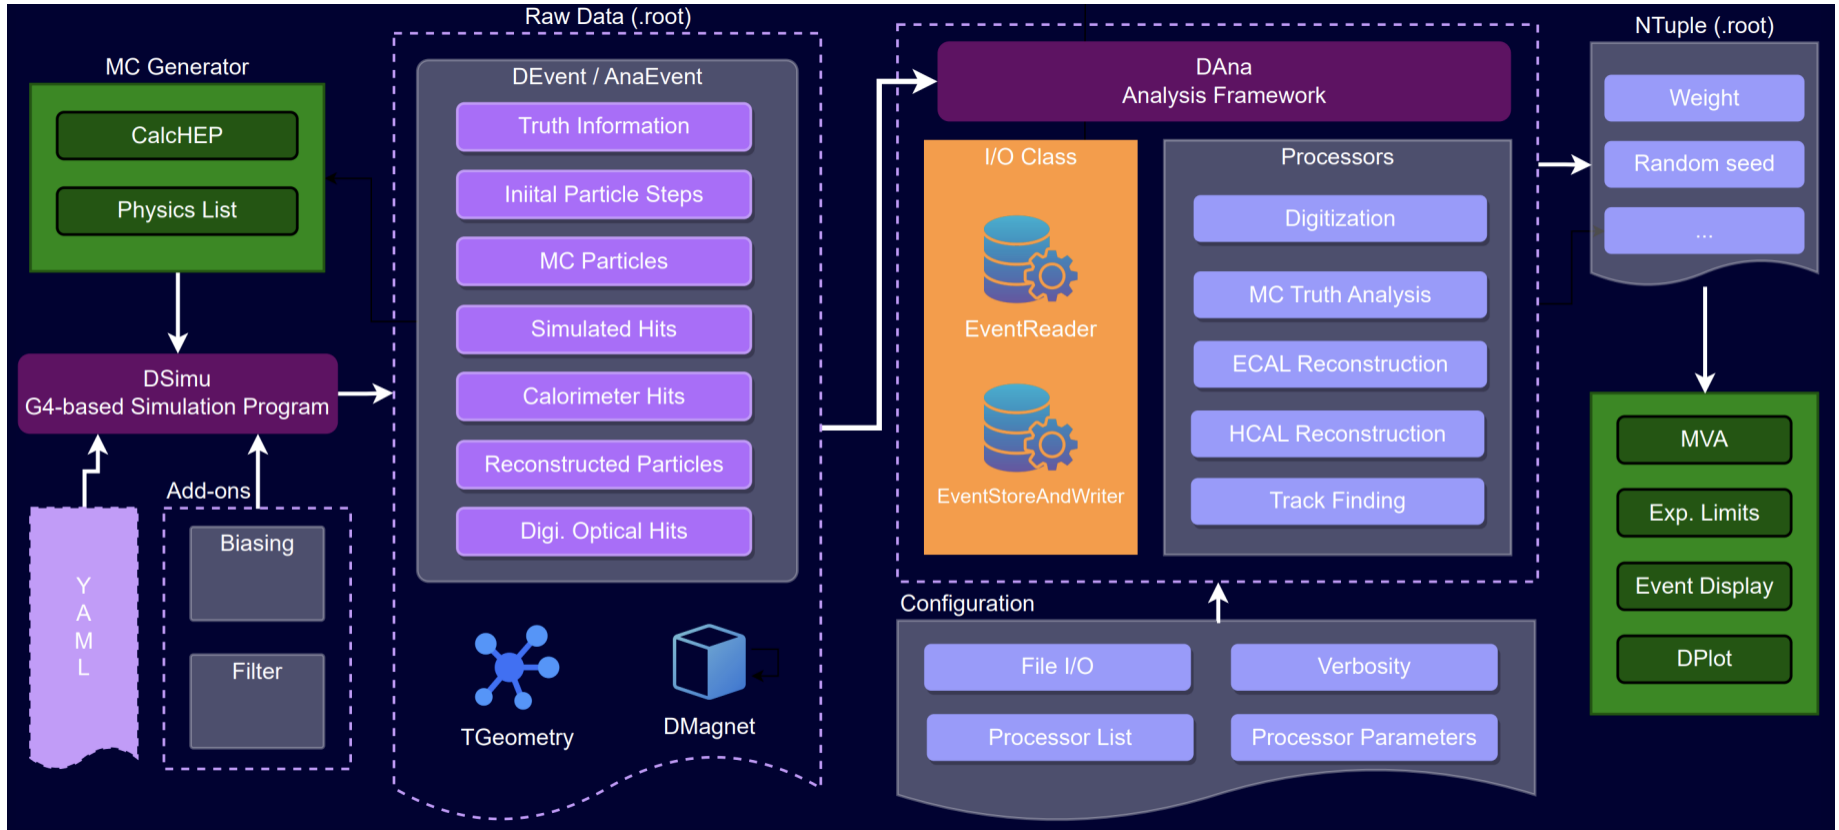 MC Generator
CalcHEP
Physics List
DSimu
G4-based Simulation Program
YAML
Add-ons
Biasing
Filter
Raw Data (.root)
DEvent / AnaEvent
Truth Information
Iniital Particle Steps
MC Particles
Simulated Hits
Calorimeter Hits
Reconstructed Particles
Digi. Optical Hits
TGeometry
DMagnet
DAna
Analysis Framework
I/O Class
EventReader
EventStoreAndWriter
Processors
Digitization
MC Truth Analysis
ECAL Reconstruction
HCAL Reconstruction
Track Finding
Configuration
File I/O
Verbosity
Processor List
Processor Parameters
NTuple (.root)
Weight
Random seed
...
MVA
Exp. Limits
Event Display
DPlot